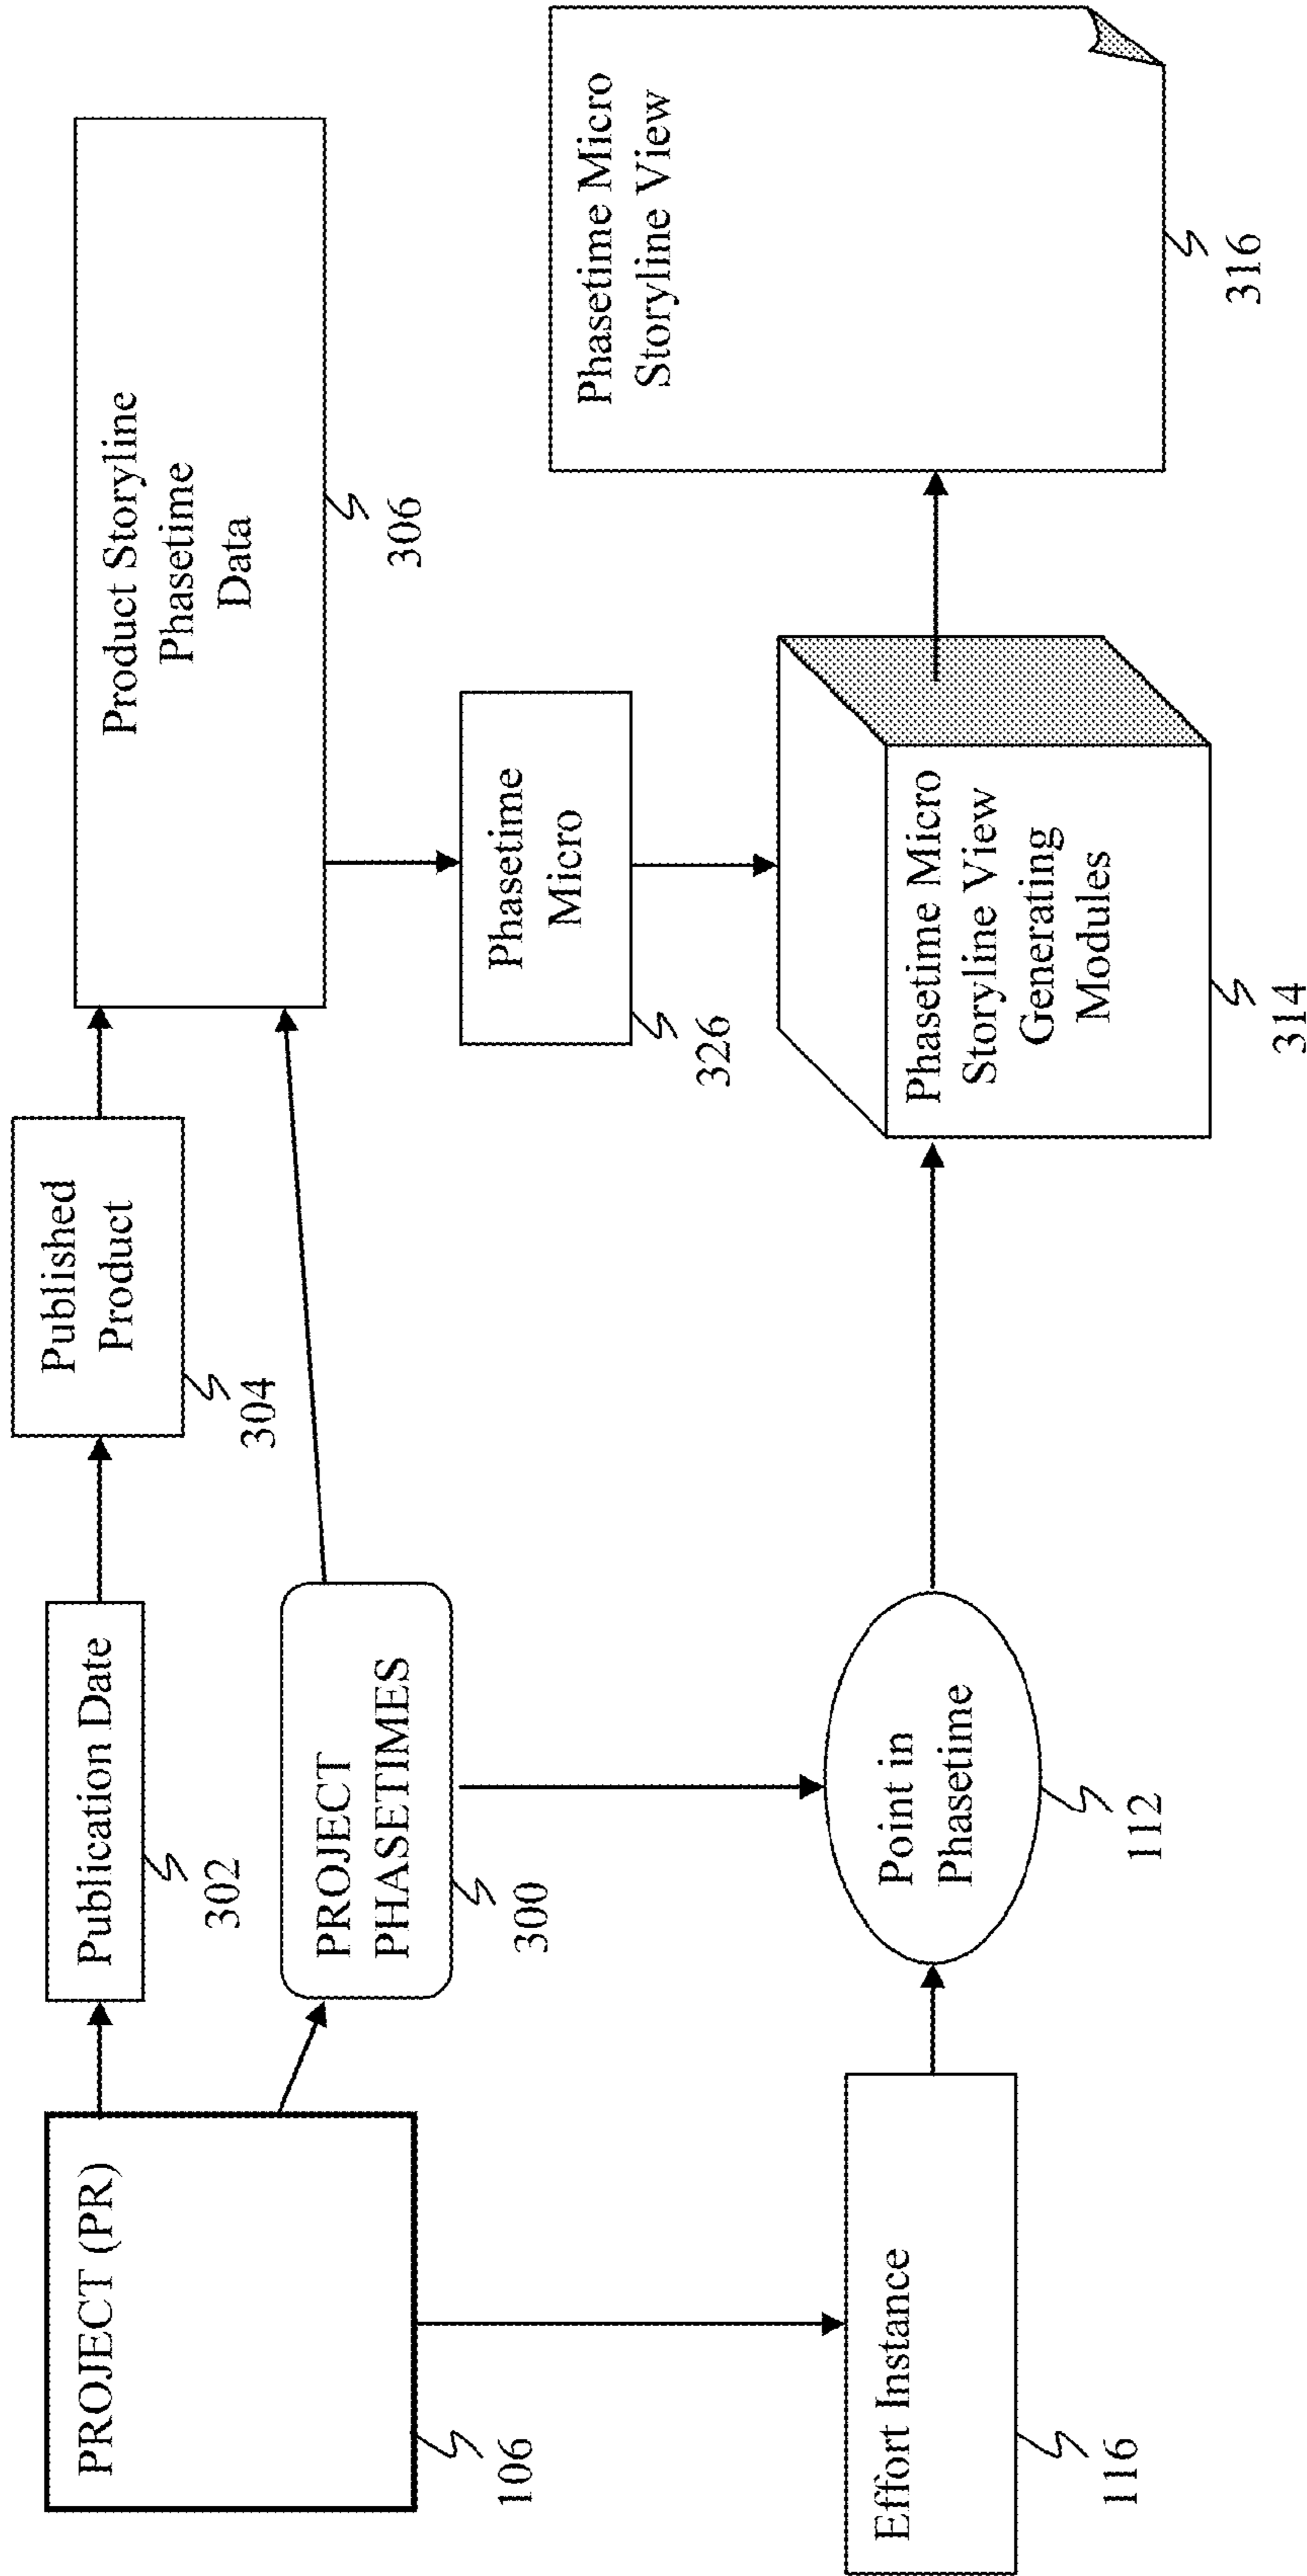 PROJECT (PR)
106
Publication Date
302
Published
Product
304
Product Storyline
Phasetime
Data
306
PROJECT
PHASETIMES
300
Phasetime
Micro
326
Effort Instance
116
Point in
Phasetime
112
Phasetime Micro
Storyline View
Generating
Modules
314
Phasetime Micro
Storyline View
316